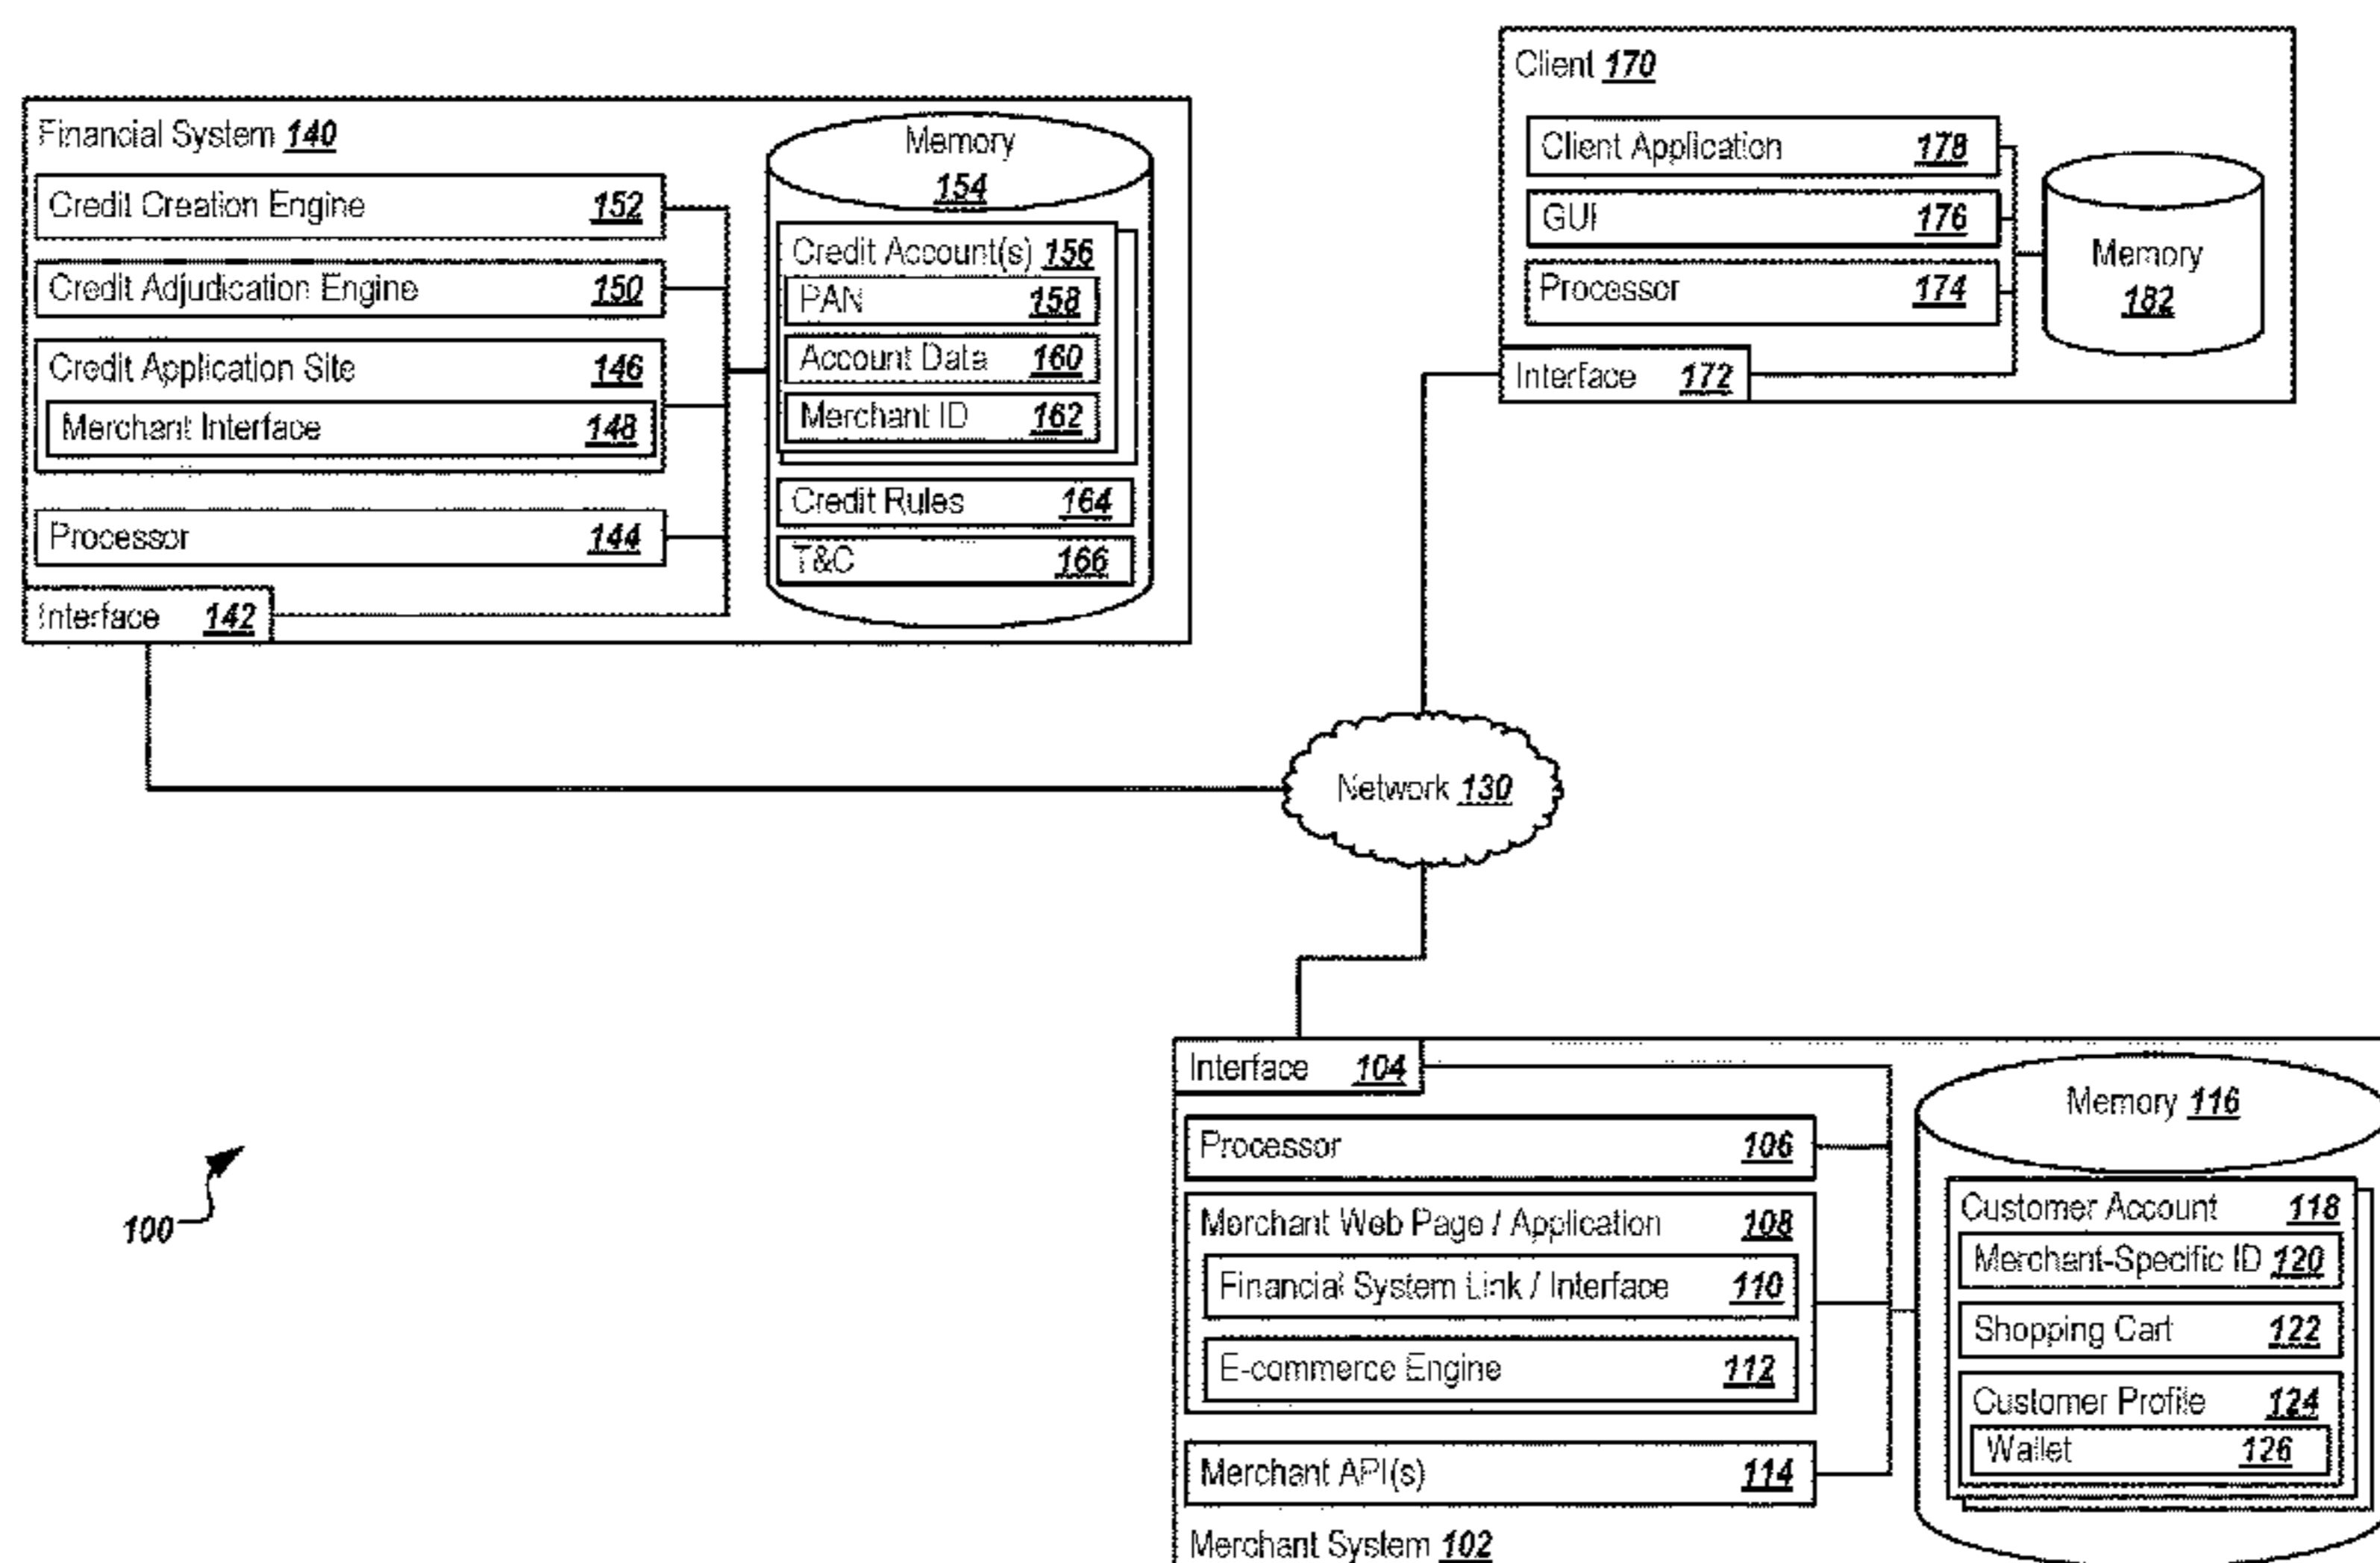 Financial System 140
Credit Creation Engine 152
Credit Adjudication Engine 150
Credit Application Site 146
Merchant Interface 148
Processor 144
Interface 142
Memory
154
Credit Account(s) 156
PAN 158
Account Data 160
Merchant ID 162
Credit Rules 164
T&C 166
Client 170
Client Application 178
GUI 176
Processor 174
Interface 172
Memory
182
Network 130
100
Interface 104
Processor 106
Merchant Web Page / Application 108
Financial System Link / Interface 110
E-commerce Engine 112
Merchant API(s) 114
Merchant System 102
Memory 116
Customer Account 118
Merchant-Specific ID 120
Shopping Cart 122
Customer Profile 124
Wallet 126